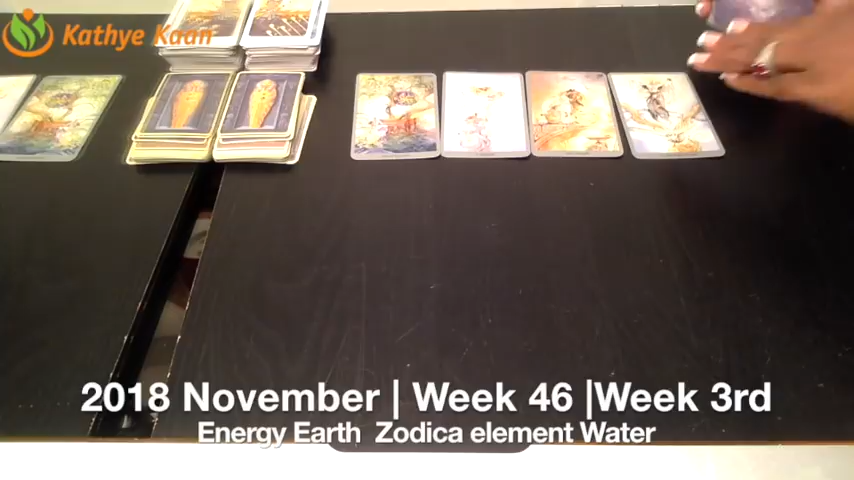 Kathye Kaan
2018 November | Week 46 |Week 3rd
Energy Earth Zodica element Water